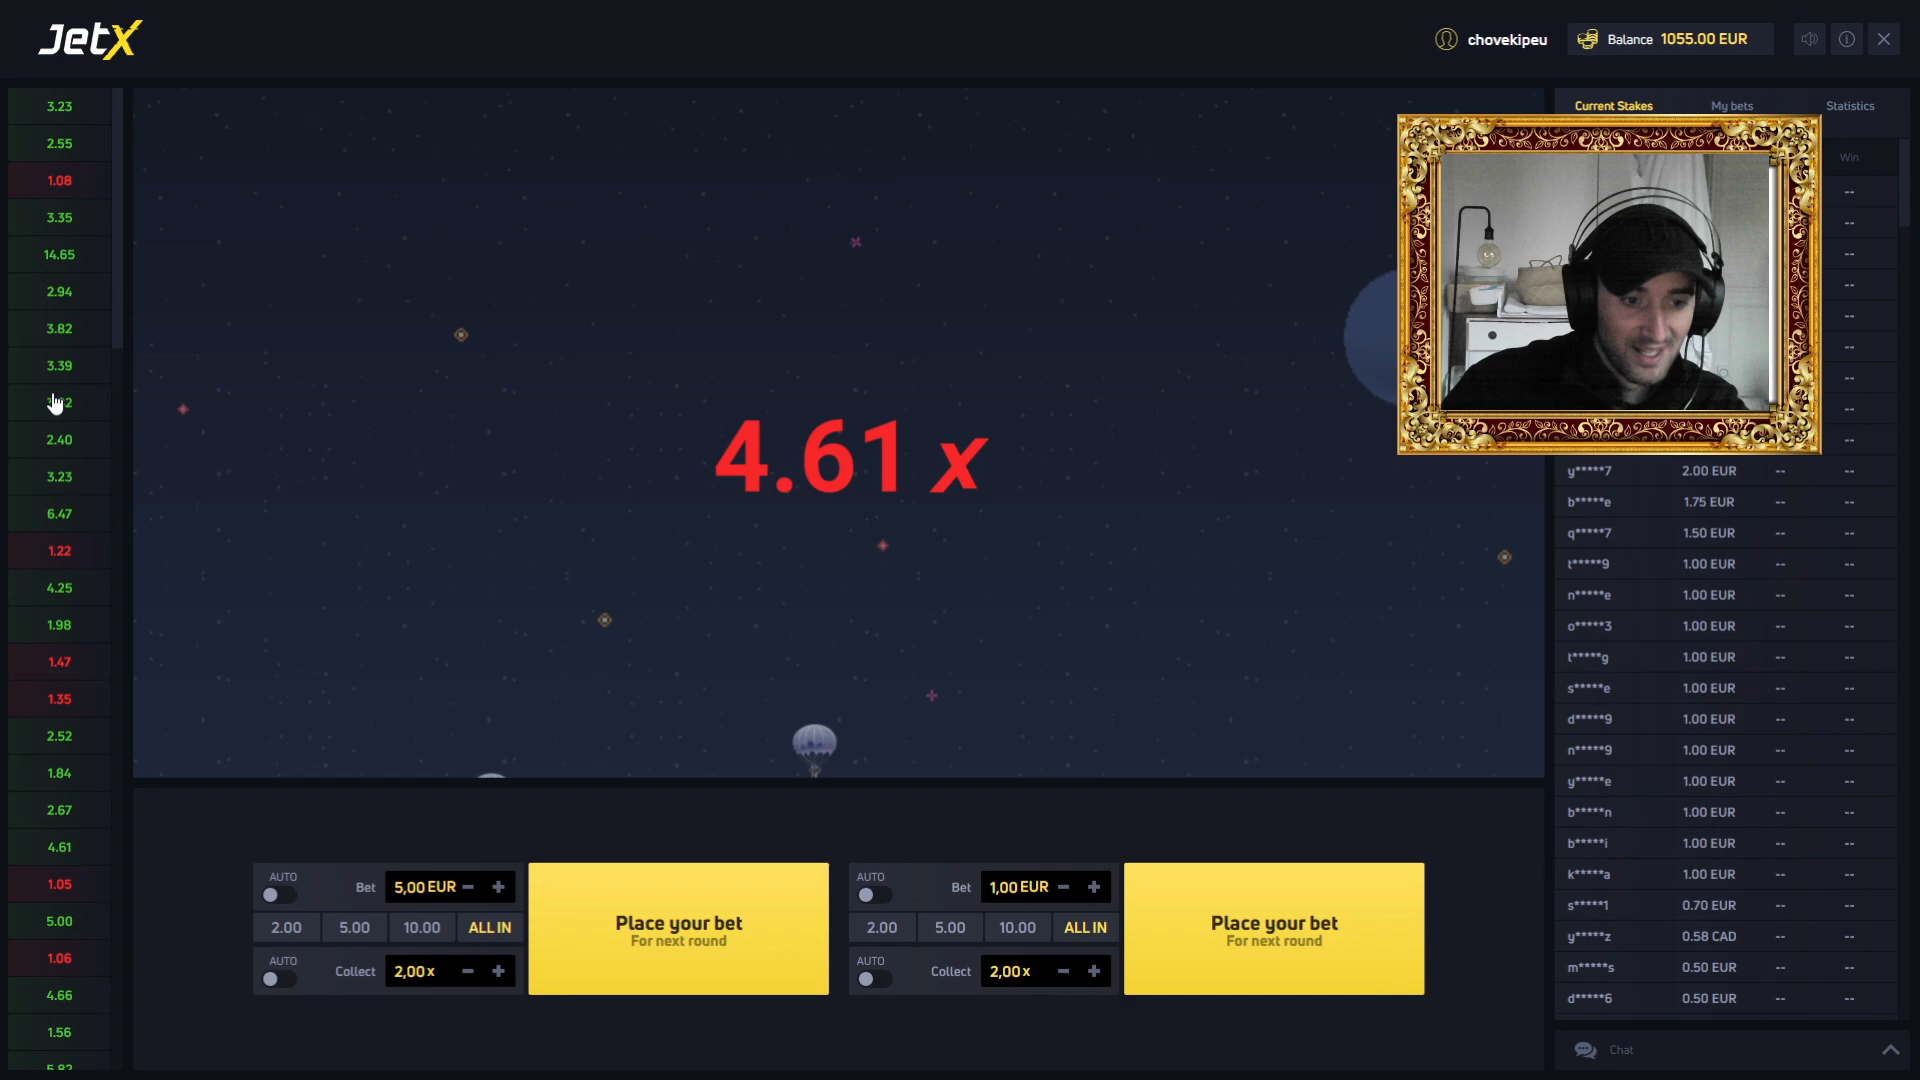 JetX
chovekipeu
Balance 1055.00 EUR
3.23
2.55
1.08
3.35
14.65
2.94
3.82
3.39
2.40
3.23
6.47
1.22
4.25
1.98
1.47
1.35
2.52
1.84
2.67
4.61
1.05
5.00
1.06
4.66
1.56
4.61 x
AUTO
Bet 5,00 EUR - +
2.00 5.00 10.00 ALL IN
AUTO
Collect 2,00 x - +
Place your bet
For next round
AUTO
Bet 1,00 EUR - +
2.00 5.00 10.00 ALL IN
AUTO
Collect 2,00 x - +
Place your bet
For next round
Current Stakes My bets Statistics
Win
--
--
--
--
--
--
--
--
--
y*****7 2.00 EUR -- --
b*****e 1.75 EUR -- --
q*****7 1.50 EUR -- --
t*****9 1.00 EUR -- --
n*****e 1.00 EUR -- --
o*****3 1.00 EUR -- --
t*****g 1.00 EUR -- --
s*****e 1.00 EUR -- --
d*****9 1.00 EUR -- --
n*****9 1.00 EUR -- --
y*****e 1.00 EUR -- --
b*****n 1.00 EUR -- --
b*****i 1.00 EUR -- --
k*****a 1.00 EUR -- --
s*****1 0.70 EUR -- --
y*****z 0.58 CAD -- --
m*****s 0.50 EUR -- --
d*****6 0.50 EUR -- --
Chat